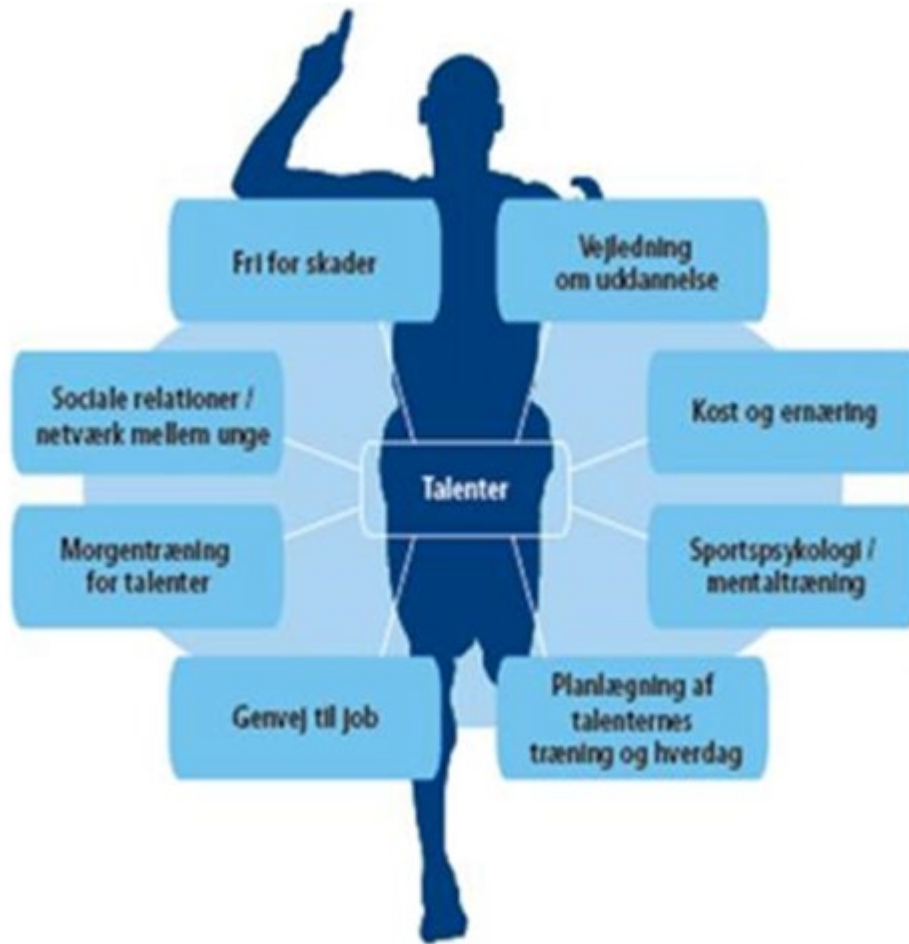 Fri for skader
Vejledning
om uddannelse
Sociale relationer /
netværk mellem unge
Kost og ernæring
Talenter
Morgentræning
for talenter
Sportspsykologi /
mentaltræning
Genvej til job
Planlægning af
talenternes
træning og hverdag